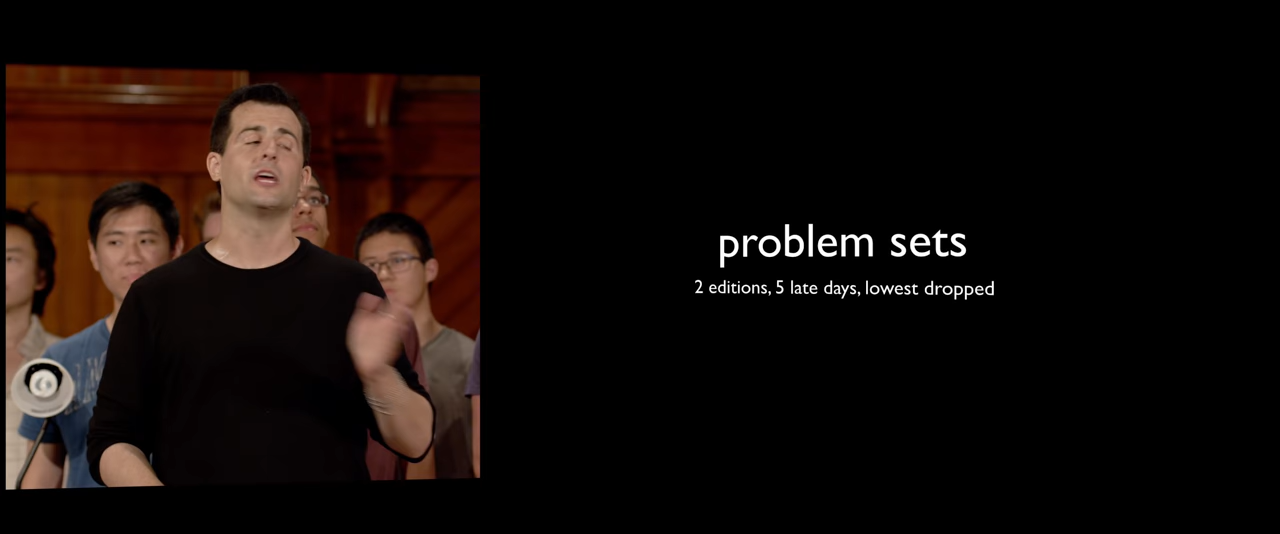 problem sets
2 editions, 5 late days, lowest dropped